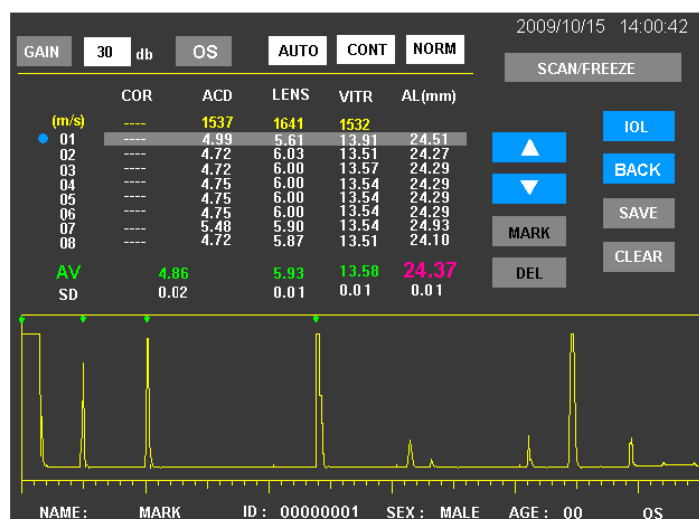 2009/10/15 14:00:42
GAIN 30 db OS AUTO CONT NORM
SCAN/FREEZE
COR ACD LENS VITR AL(mm)
(m/s) ---- 1537 1641 1532
01 ---- 4.99 5.61 13.91 24.51
02 ---- 4.72 6.03 13.51 24.27
03 ---- 4.72 6.00 13.57 24.29
04 ---- 4.75 6.00 13.54 24.29
05 ---- 4.75 6.00 13.54 24.29
06 ---- 4.75 6.00 13.54 24.29
07 ---- 5.48 5.90 13.54 24.93
08 ---- 4.72 5.87 13.51 24.10
AV 4.86 5.93 13.58 24.37
SD 0.02 0.01 0.01 0.01
IOL
BACK
SAVE
MARK
CLEAR
DEL
NAME: MARK ID: 00000001 SEX: MALE AGE: 00 OS